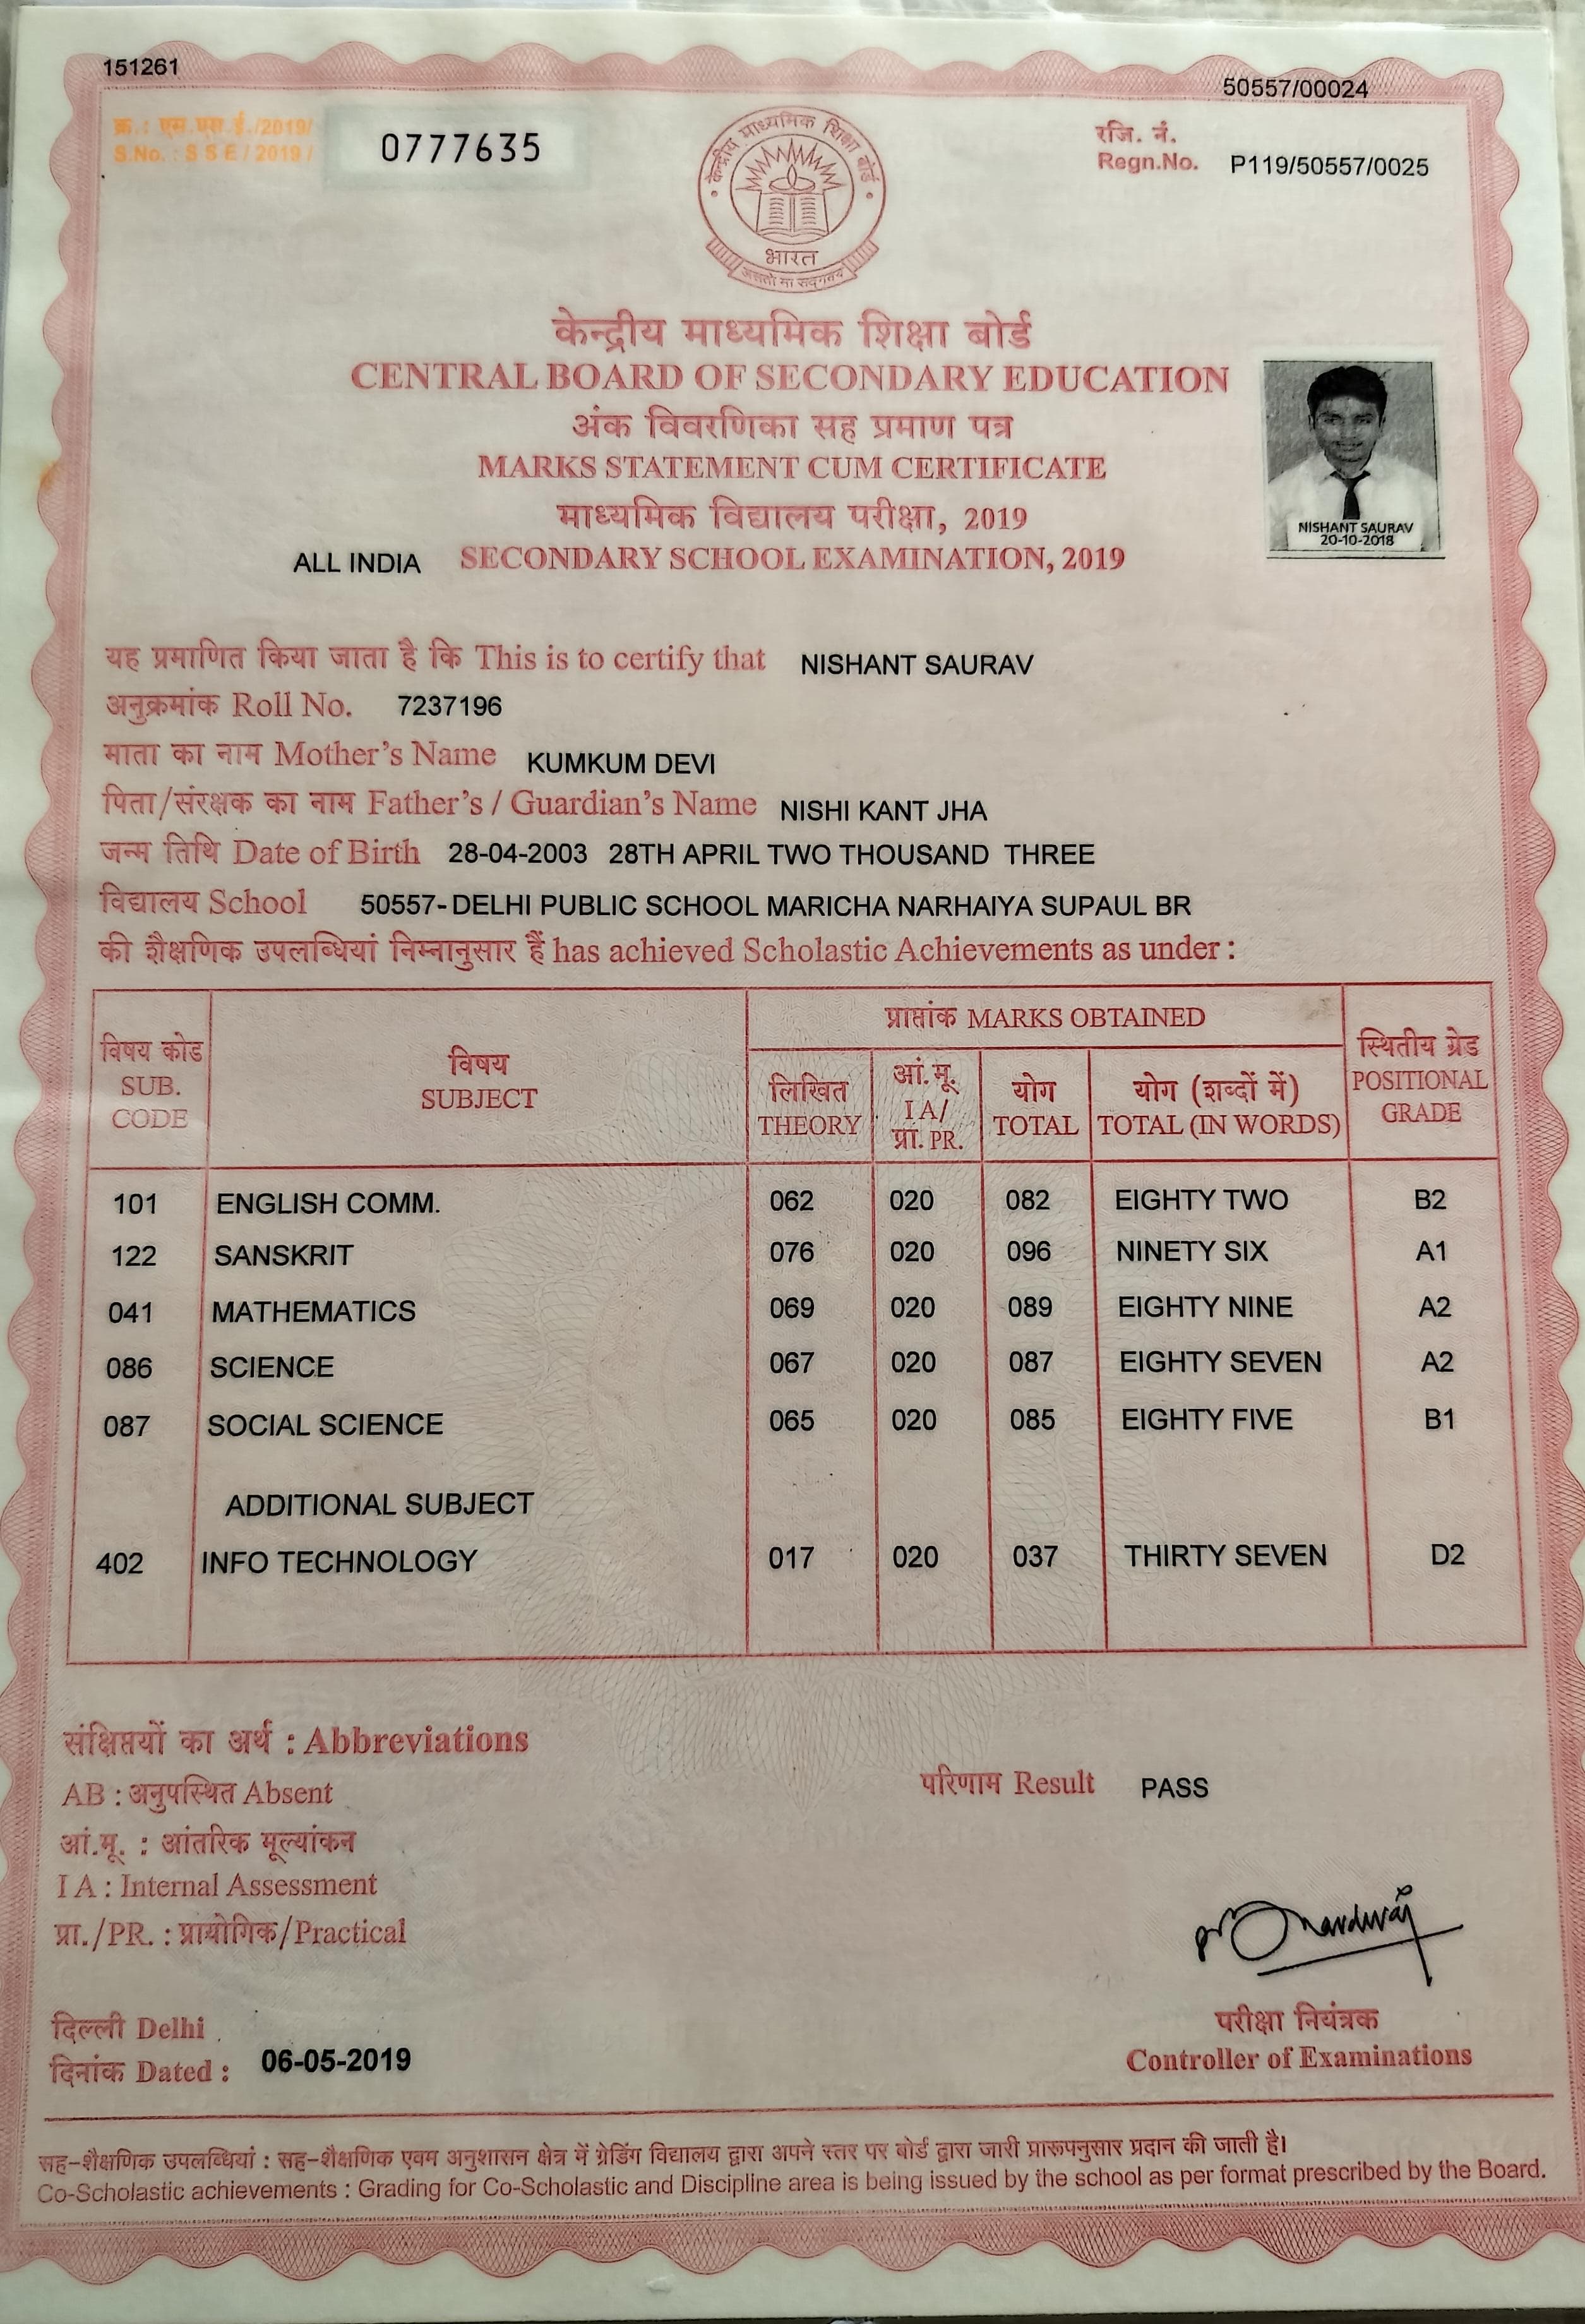 151261
50557/00024
क्र. : एस.एस.ई./2019/
S.No. : S S E / 2019 /
0777635
रजि. नं.
Regn.No. P119/50557/0025
केन्द्रीय माध्यमिक शिक्षा बोर्ड
भारत
असतो मा सद्गमय
केन्द्रीय माध्यमिक शिक्षा बोर्ड
CENTRAL BOARD OF SECONDARY EDUCATION
अंक विवरणिका सह प्रमाण पत्र
MARKS STATEMENT CUM CERTIFICATE
माध्यमिक विद्यालय परीक्षा, 2019
ALL INDIA SECONDARY SCHOOL EXAMINATION, 2019
NISHANT SAURAV
20-10-2018
यह प्रमाणित किया जाता है कि This is to certify that NISHANT SAURAV
अनुक्रमांक Roll No. 7237196
माता का नाम Mother's Name KUMKUM DEVI
पिता/संरक्षक का नाम Father's / Guardian's Name NISHI KANT JHA
जन्म तिथि Date of Birth 28-04-2003 28TH APRIL TWO THOUSAND THREE
विद्यालय School 50557- DELHI PUBLIC SCHOOL MARICHA NARHAIYA SUPAUL BR
की शैक्षणिक उपलब्धियां निम्नानुसार हैं has achieved Scholastic Achievements as under :
विषय कोड
SUB.
CODE
विषय
SUBJECT
प्राप्तांक MARKS OBTAINED
लिखित
THEORY
आं.मू.
I A/
प्रा. PR.
योग
TOTAL
योग (शब्दों में)
TOTAL (IN WORDS)
स्थितीय ग्रेड
POSITIONAL
GRADE
101 ENGLISH COMM. 062 020 082 EIGHTY TWO B2
122 SANSKRIT 076 020 096 NINETY SIX A1
041 MATHEMATICS 069 020 089 EIGHTY NINE A2
086 SCIENCE 067 020 087 EIGHTY SEVEN A2
087 SOCIAL SCIENCE 065 020 085 EIGHTY FIVE B1
ADDITIONAL SUBJECT
402 INFO TECHNOLOGY 017 020 037 THIRTY SEVEN D2
संक्षिप्तियों का अर्थ : Abbreviations
AB : अनुपस्थित Absent
आं.मू. : आंतरिक मूल्यांकन
I A : Internal Assessment
प्रा./PR. : प्रायोगिक/Practical
परिणाम Result PASS
दिल्ली Delhi
दिनांक Dated : 06-05-2019
परीक्षा नियंत्रक
Controller of Examinations
सह-शैक्षणिक उपलब्धियां : सह-शैक्षणिक एवम अनुशासन क्षेत्र में ग्रेडिंग विद्यालय द्वारा अपने स्तर पर बोर्ड द्वारा जारी प्रारूपनुसार प्रदान की जाती है।
Co-Scholastic achievements : Grading for Co-Scholastic and Discipline area is being issued by the school as per format prescribed by the Board.